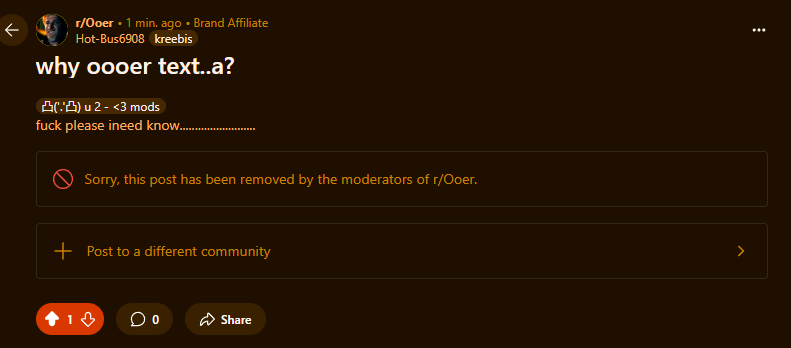 r/Ooer • 1 min. ago • Brand Affiliate
Hot-Bus6908 kreebis
why oooer text..a?
凸('.'凸) u 2 - <3 mods
fuck please ineed know.........................
Sorry, this post has been removed by the moderators of r/Ooer.
Post to a different community
1 0 Share